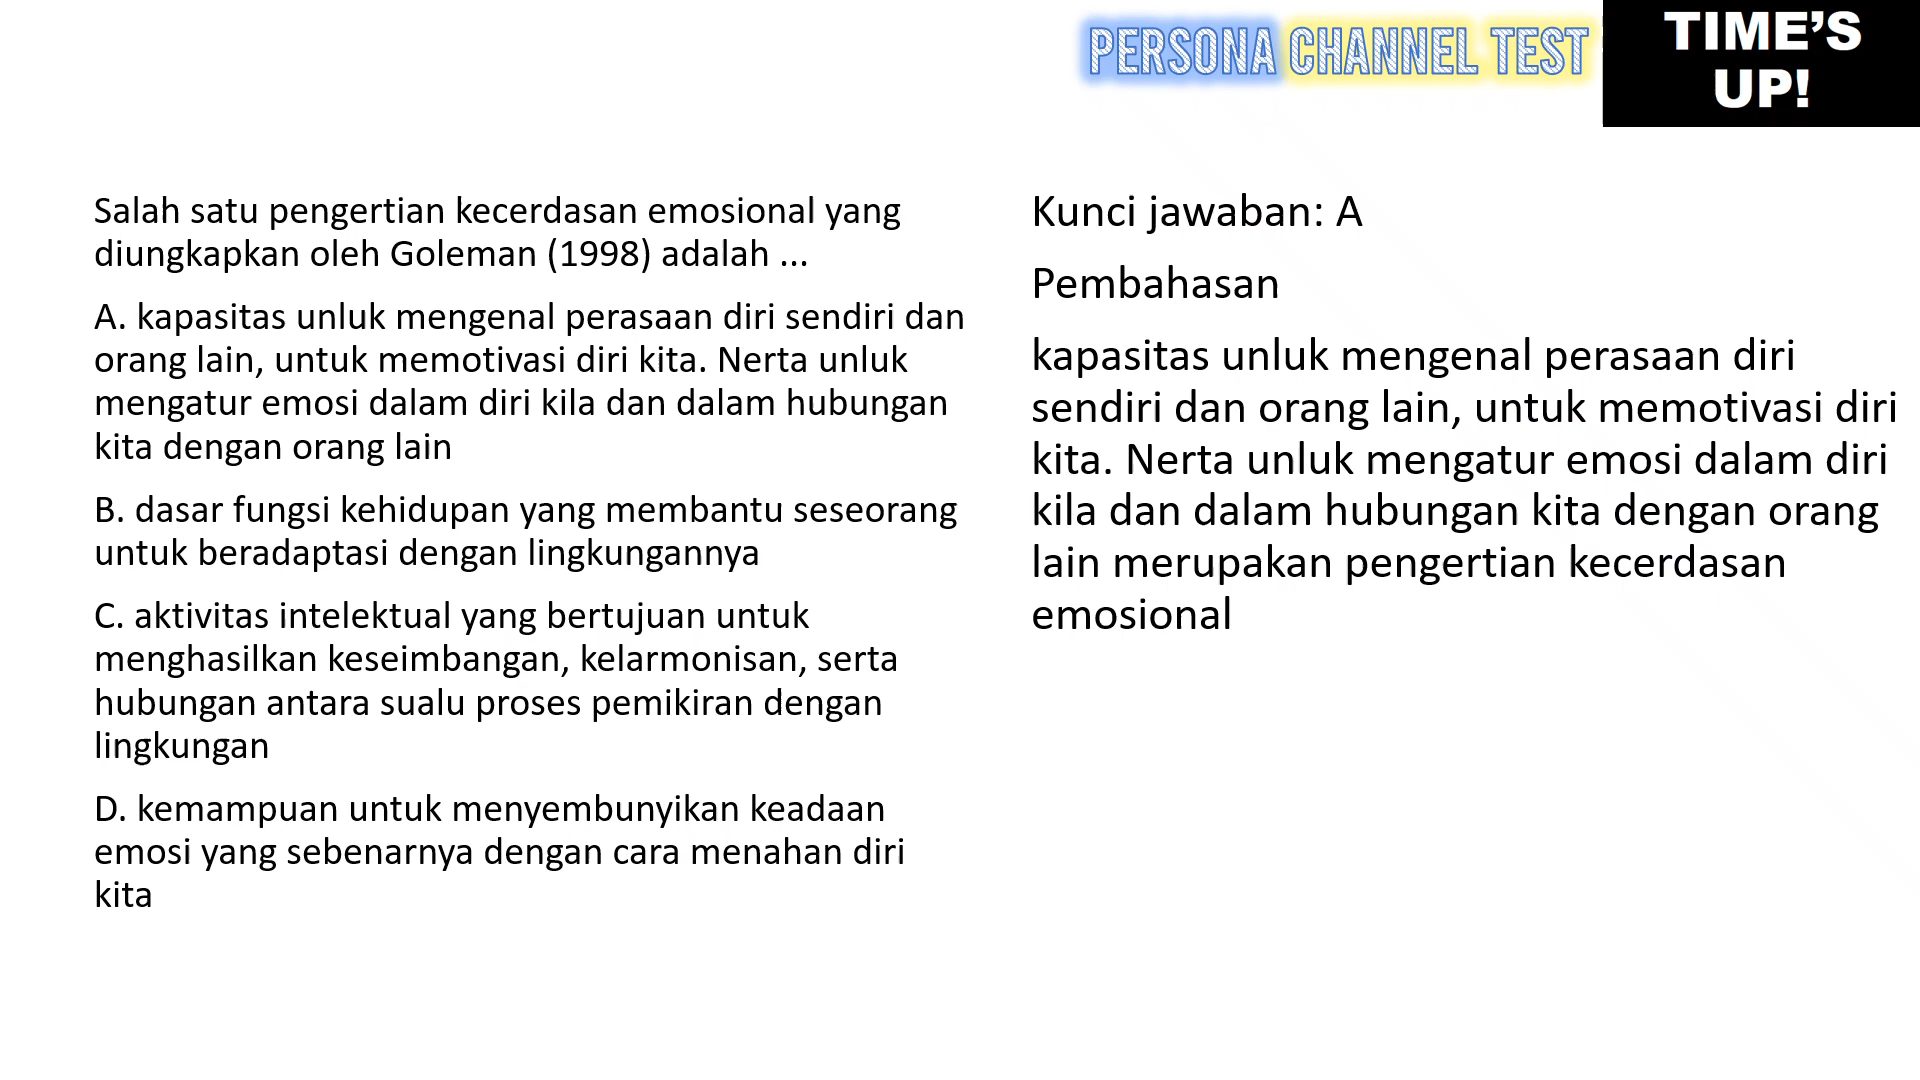 PERSONA CHANNEL TEST
TIME’S
UP!
Salah satu pengertian kecerdasan emosional yang
diungkapkan oleh Goleman (1998) adalah ...
A. kapasitas unluk mengenal perasaan diri sendiri dan
orang lain, untuk memotivasi diri kita. Nerta unluk
mengatur emosi dalam diri kila dan dalam hubungan
kita dengan orang lain
B. dasar fungsi kehidupan yang membantu seseorang
untuk beradaptasi dengan lingkungannya
C. aktivitas intelektual yang bertujuan untuk
menghasilkan keseimbangan, kelarmonisan, serta
hubungan antara sualu proses pemikiran dengan
lingkungan
D. kemampuan untuk menyembunyikan keadaan
emosi yang sebenarnya dengan cara menahan diri
kita
Kunci jawaban: A
Pembahasan
kapasitas unluk mengenal perasaan diri
sendiri dan orang lain, untuk memotivasi diri
kita. Nerta unluk mengatur emosi dalam diri
kila dan dalam hubungan kita dengan orang
lain merupakan pengertian kecerdasan
emosional